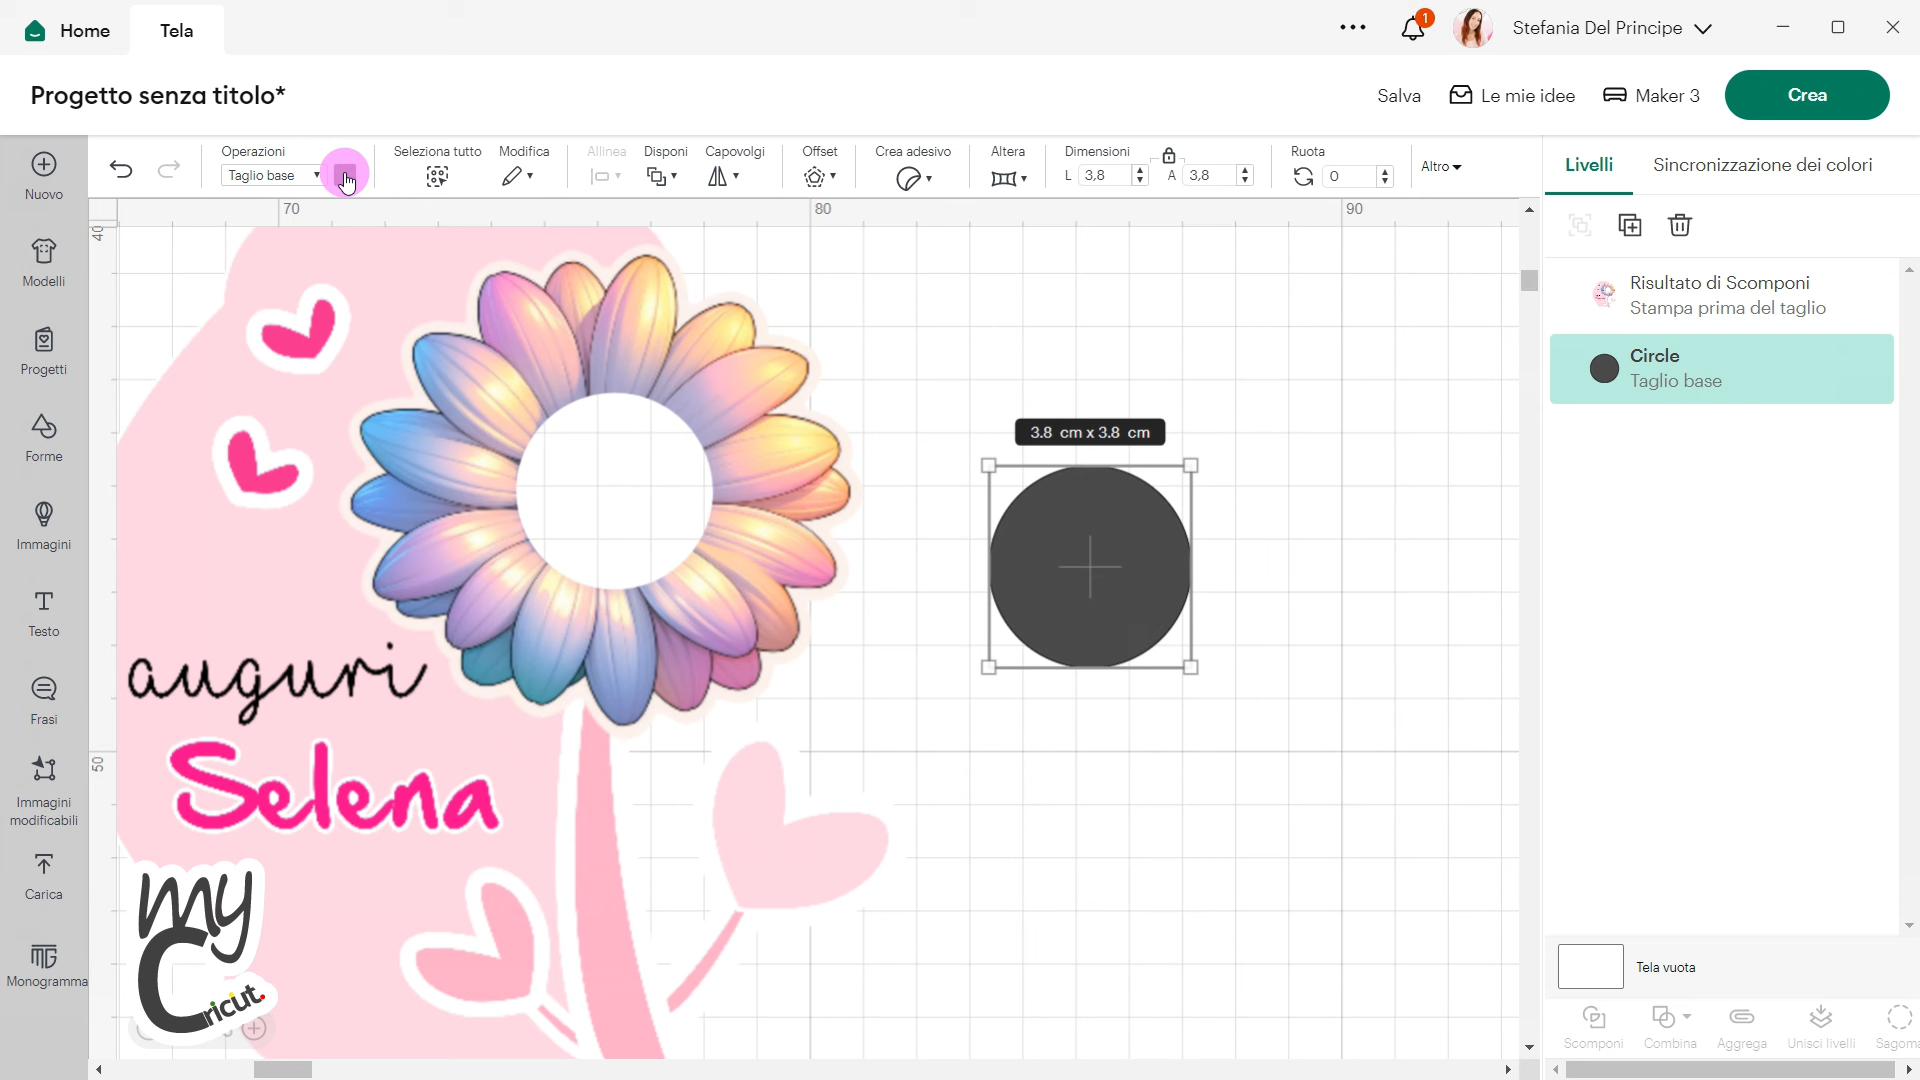 Home
Tela
1
Stefania Del Principe
Progetto senza titolo*
Salva
Le mie idee
Maker 3
Crea
Nuovo
Modelli
Progetti
Forme
Immagini
Testo
Frasi
Immagini
modificabili
Carica
Monogramma
Operazioni
Taglio base
Seleziona tutto
Modifica
Allinea
Disponi
Capovolgi
Offset
Crea adesivo
Altera
Dimensioni
L 3,8
A 3,8
Ruota
0
Altro
70
80
90
40
50
3.8 cm x 3.8 cm
auguri
Selena
my
Cricut.
Livelli
Sincronizzazione dei colori
Risultato di Scomponi
Stampa prima del taglio
Circle
Taglio base
Tela vuota
Scomponi
Combina
Aggrega
Unisci livelli
Sagoma